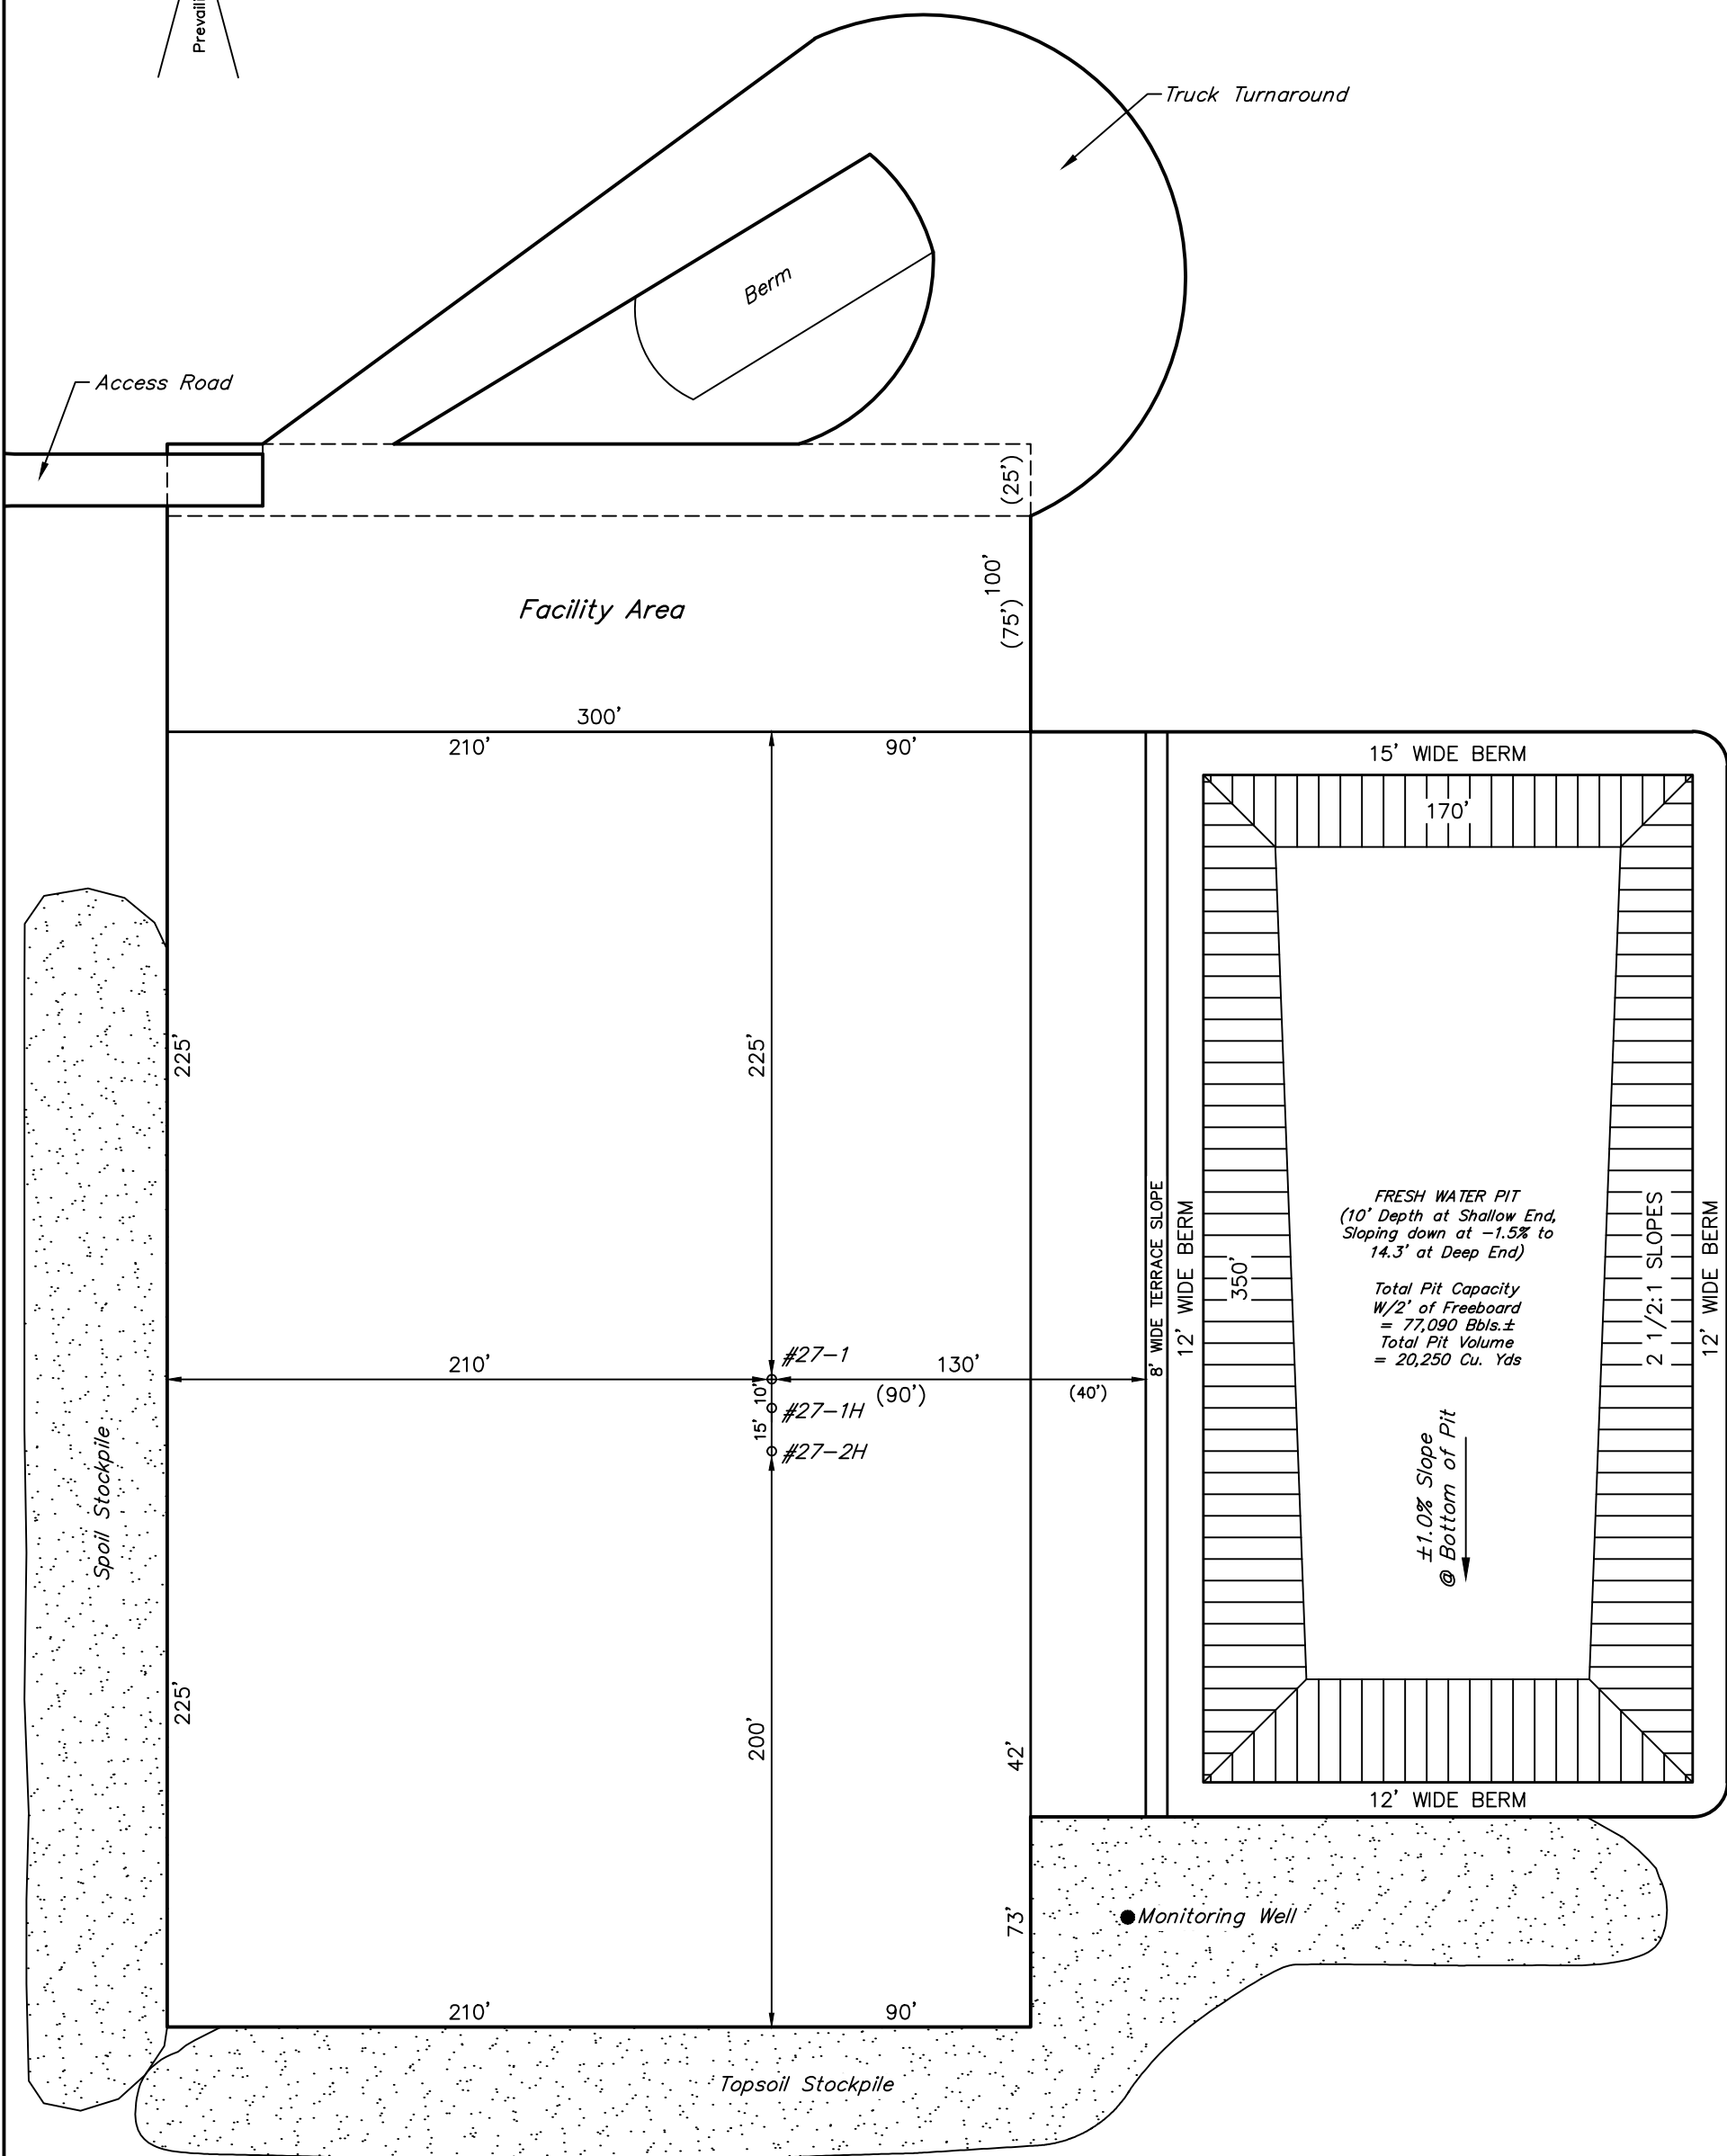 Truck Turnaround
Berm
Access Road
(25')
100'
(75')
Facility Area
300'
210'
90'
15' WIDE BERM
170'
225'
225'
8' WIDE TERRACE SLOPE
12' WIDE BERM
350'
FRESH WATER PIT
(10' Depth at Shallow End,
Sloping down at -1.5% to
14.3' at Deep End)
Total Pit Capacity
W/2' of Freeboard
= 77,090 Bbls.±
Total Pit Volume
= 20,250 Cu. Yds
2 1/2:1 SLOPES
12' WIDE BERM
210'
#27-1
130'
(90')
(40')
10'
#27-1H
15'
#27-2H
±1.0% Slope
@ Bottom of Pit
Spoil Stockpile
225'
200'
42'
12' WIDE BERM
73'
Monitoring Well
210'
90'
Topsoil Stockpile